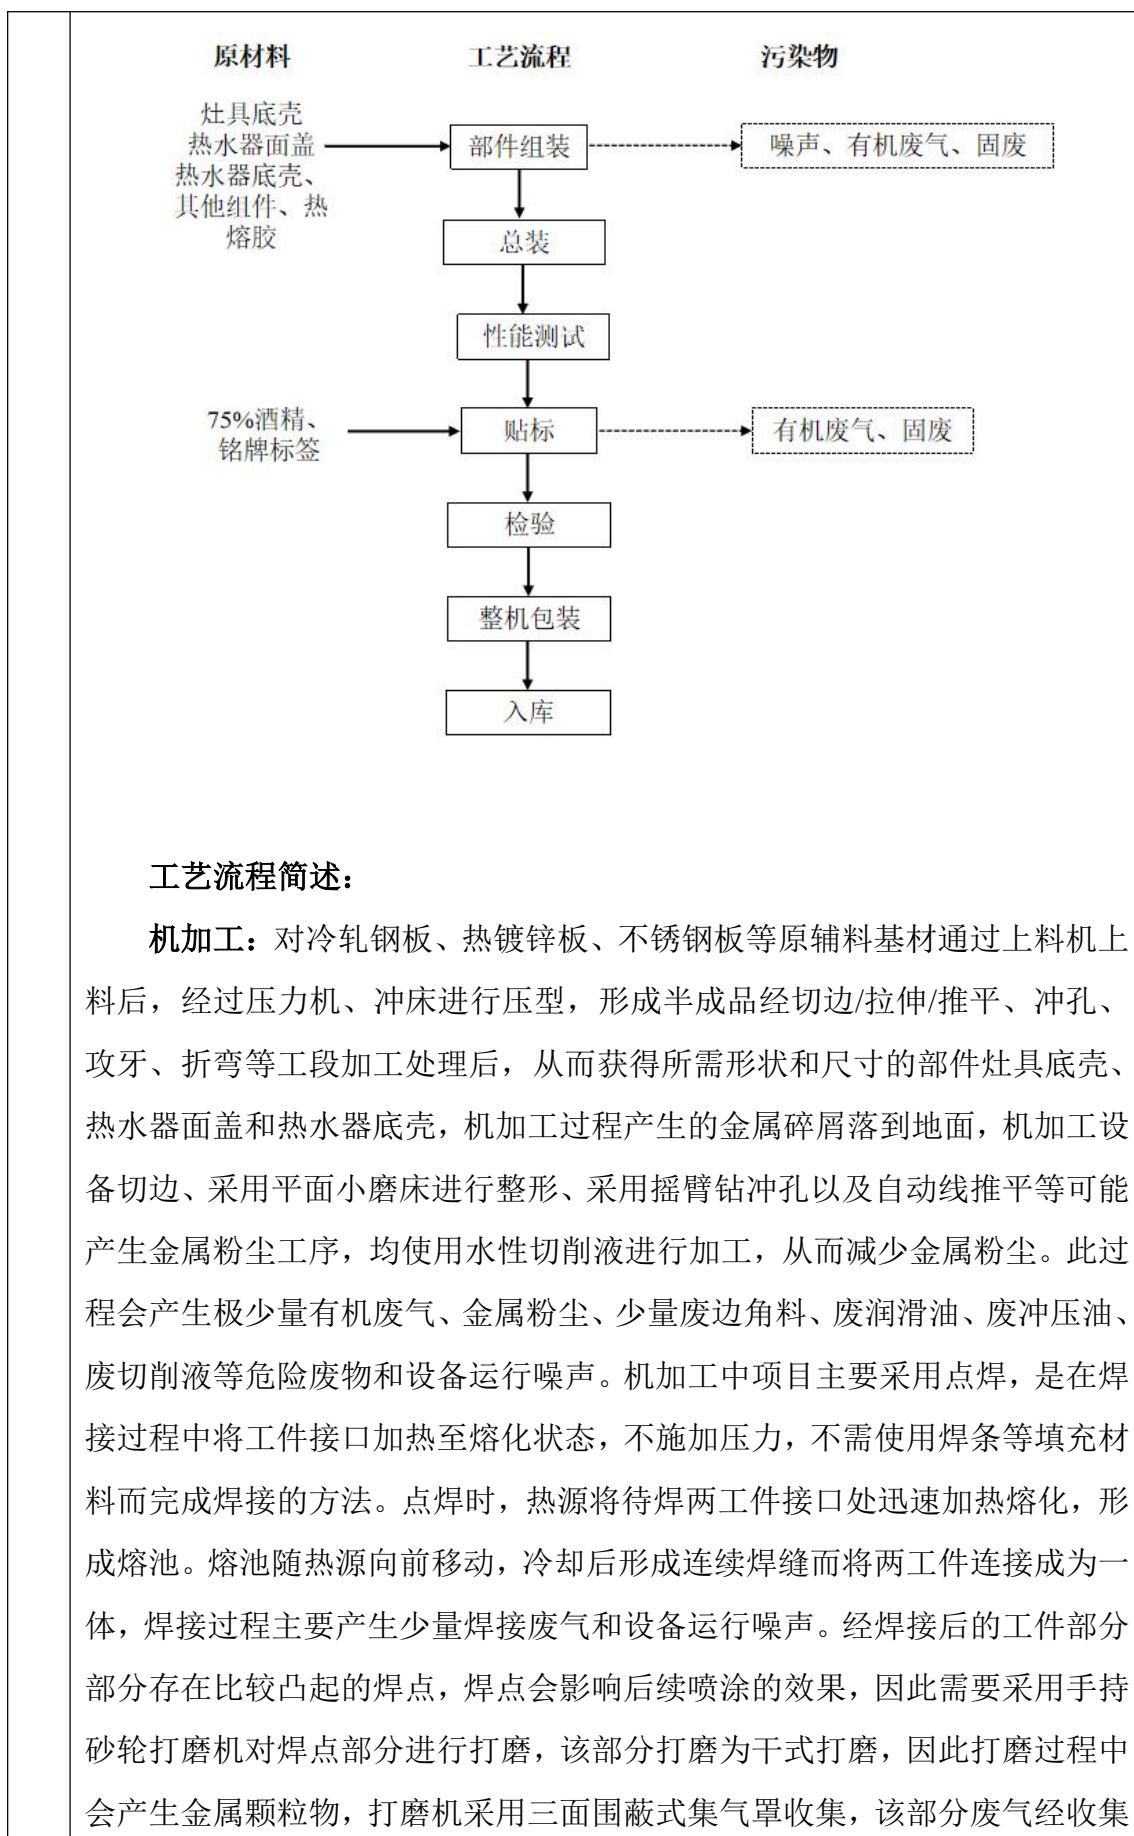 原材料 工艺流程 污染物
灶具底壳
热水器面盖
热水器底壳、
其他组件、热
熔胶
部件组装
噪声、有机废气、固废
总装
性能测试
75%酒精、
铭牌标签
贴标
有机废气、固废
检验
整机包装
入库
工艺流程简述：
机加工：对冷轧钢板、热镀锌板、不锈钢板等原辅料基材通过上料机上
料后，经过压力机、冲床进行压型，形成半成品经切边/拉伸/推平、冲孔、
攻牙、折弯等工段加工处理后，从而获得所需形状和尺寸的部件灶具底壳、
热水器面盖和热水器底壳，机加工过程产生的金属碎屑落到地面，机加工设
备切边、采用平面小磨床进行整形、采用摇臂钻冲孔以及自动线推平等可能
产生金属粉尘工序，均使用水性切削液进行加工，从而减少金属粉尘。此过
程会产生极少量有机废气、金属粉尘、少量废边角料、废润滑油、废冲压油、
废切削液等危险废物和设备运行噪声。机加工中项目主要采用点焊，是在焊
接过程中将工件接口加热至熔化状态，不施加压力，不需使用焊条等填充材
料而完成焊接的方法。点焊时，热源将待焊两工件接口处迅速加热熔化，形
成熔池。熔池随热源向前移动，冷却后形成连续焊缝而将两工件连接成为一
体，焊接过程主要产生少量焊接废气和设备运行噪声。经焊接后的工件部分
部分存在比较凸起的焊点，焊点会影响后续喷涂的效果，因此需要采用手持
砂轮打磨机对焊点部分进行打磨，该部分打磨为干式打磨，因此打磨过程中
会产生金属颗粒物，打磨机采用三面围蔽式集气罩收集，该部分废气经收集